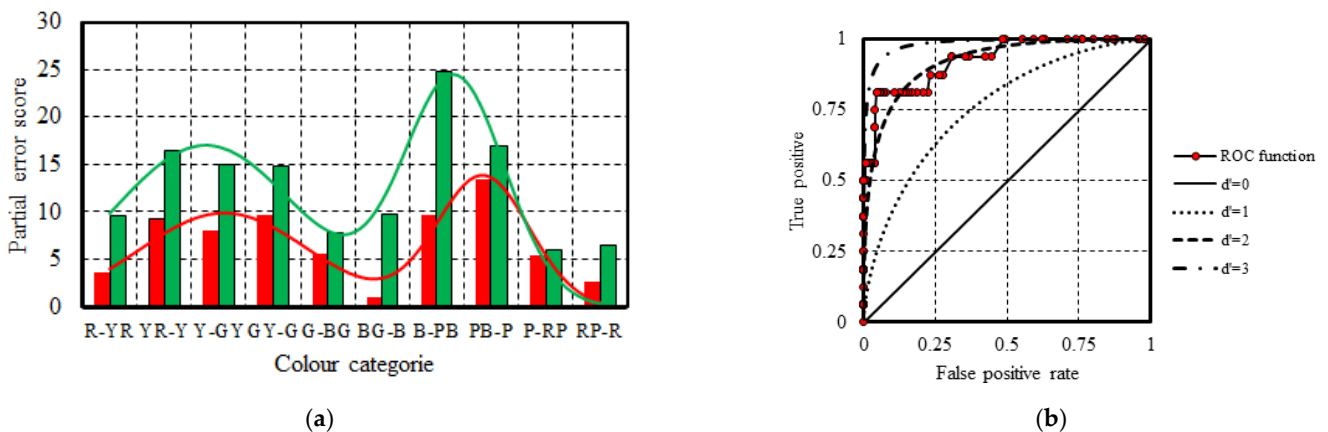 Partial error score
30
25
20
15
10
5
0
R-YR YR-Y Y-GY GY-G G-BG BG-B B-PB PB-P P-RP RP-R
Colour categorie
(a)
True positive
1
0.75
0.5
0.25
0
0 0.25 0.5 0.75 1
False positive rate
ROC function
d'=0
d'=1
d'=2
d'=3
(b)